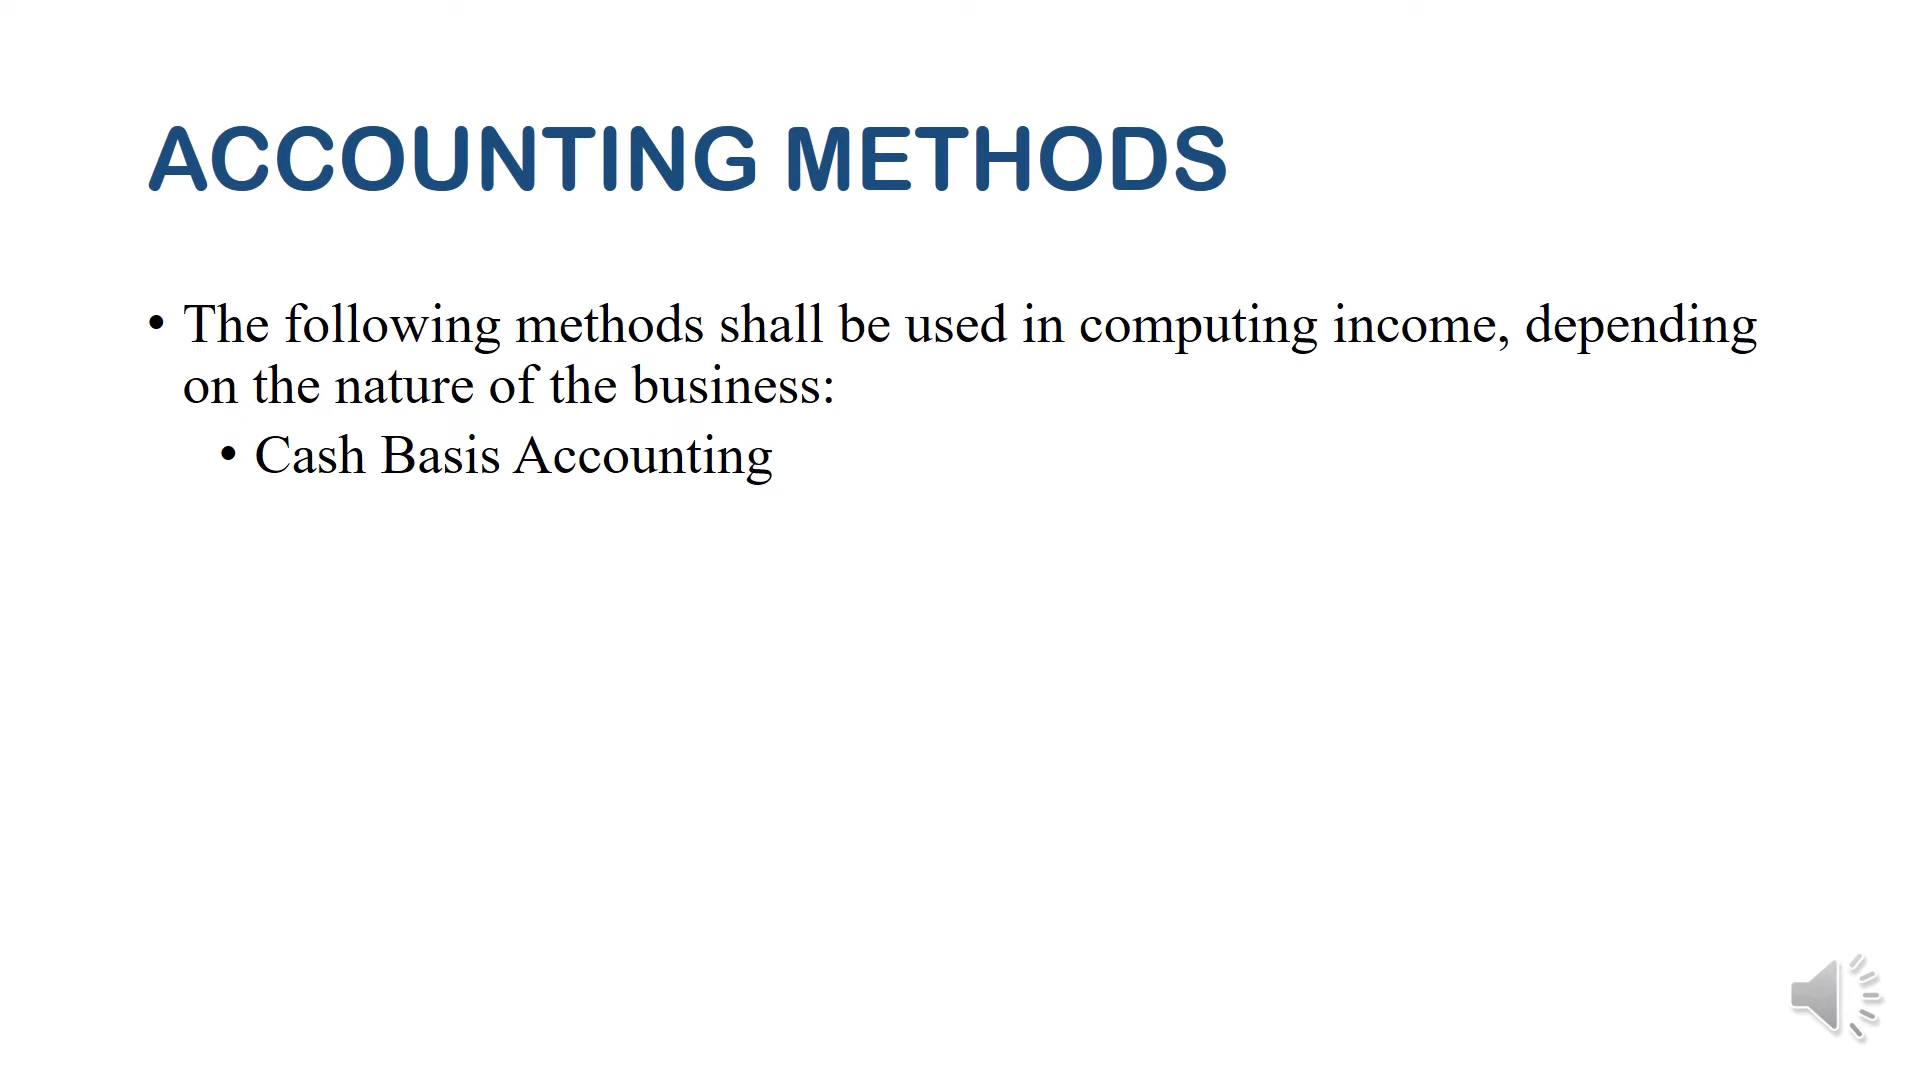 ACCOUNTING METHODS
• The following methods shall be used in computing income, depending
on the nature of the business:
• Cash Basis Accounting